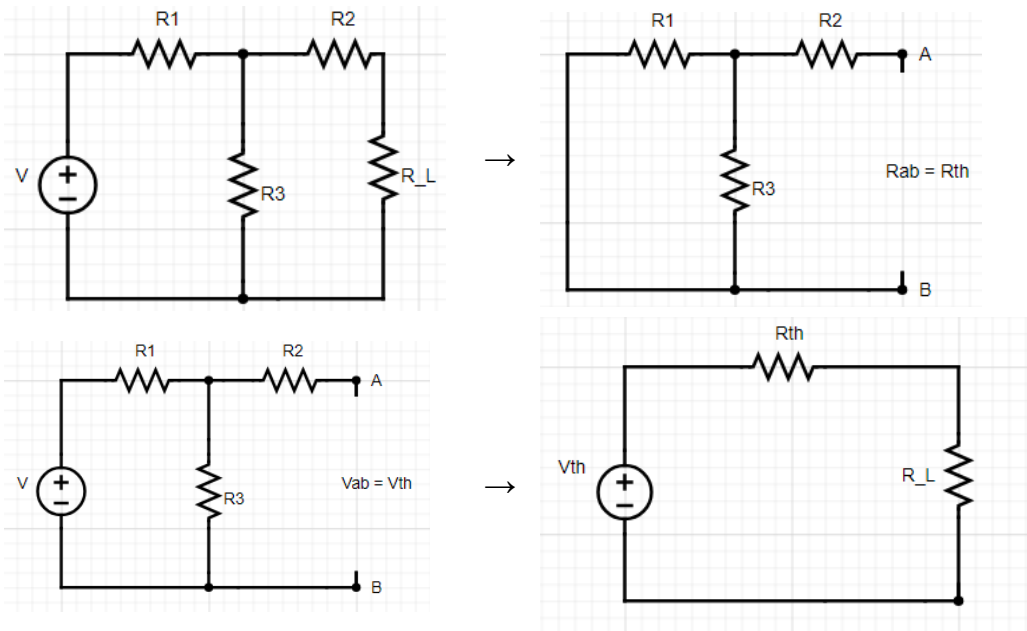 R1 R2
V + − R3 R_L
→
R1 R2
A
R3
Rab = Rth
B
R1 R2
A
V + − R3
Vab = Vth
B
→
Rth
Vth + − R_L